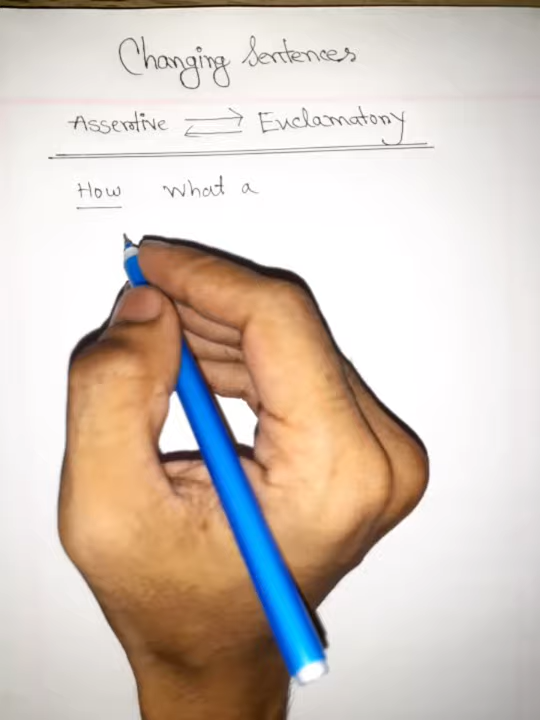 Changing Sentences
Assertive ⇄ Exclamatory
How What a